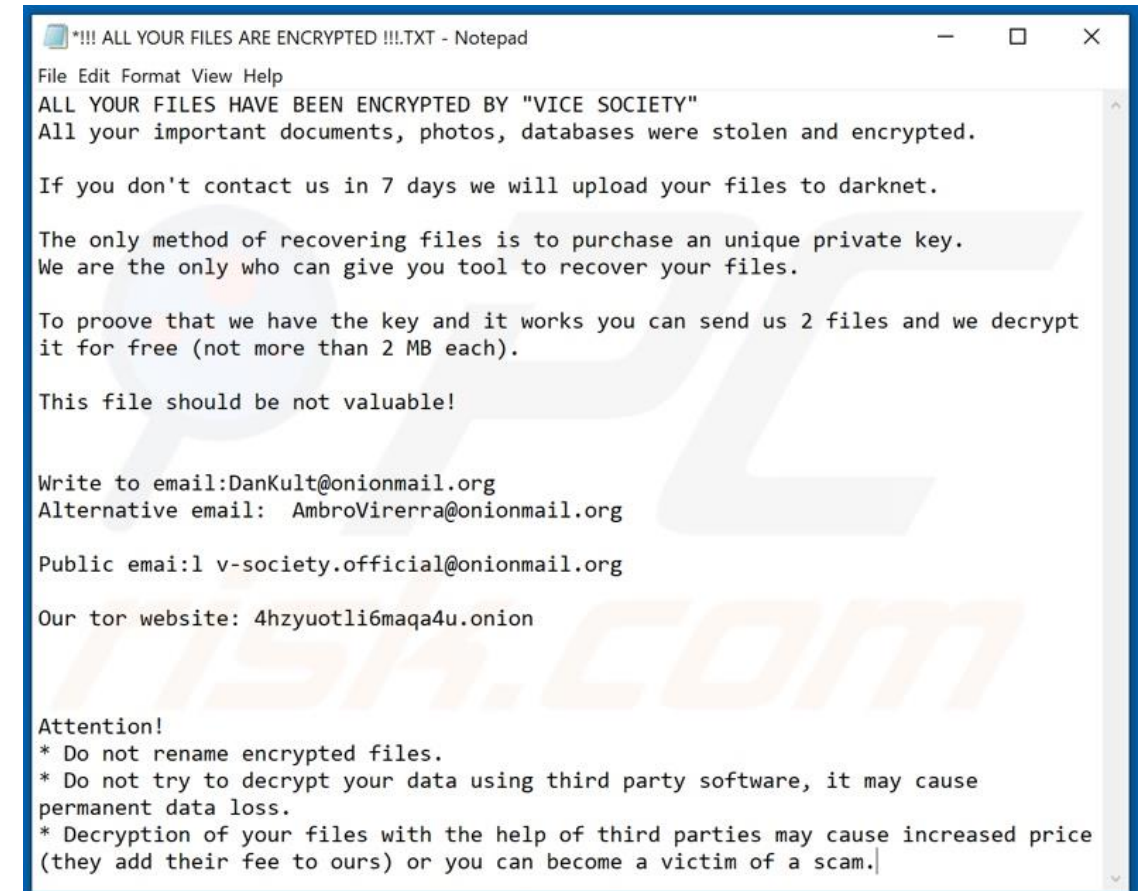 *!!! ALL YOUR FILES ARE ENCRYPTED !!!.TXT - Notepad
File Edit Format View Help
ALL YOUR FILES HAVE BEEN ENCRYPTED BY "VICE SOCIETY"
All your important documents, photos, databases were stolen and encrypted.
If you don't contact us in 7 days we will upload your files to darknet.
The only method of recovering files is to purchase an unique private key.
We are the only who can give you tool to recover your files.
To proove that we have the key and it works you can send us 2 files and we decrypt
it for free (not more than 2 MB each).
This file should be not valuable!
Write to email:DanKult@onionmail.org
Alternative email:  AmbroVirerra@onionmail.org
Public emai:l v-society.official@onionmail.org
Our tor website: 4hzyuotli6maqa4u.onion
Attention!
* Do not rename encrypted files.
* Do not try to decrypt your data using third party software, it may cause
permanent data loss.
* Decryption of your files with the help of third parties may cause increased price
(they add their fee to ours) or you can become a victim of a scam.
PC
risk.com